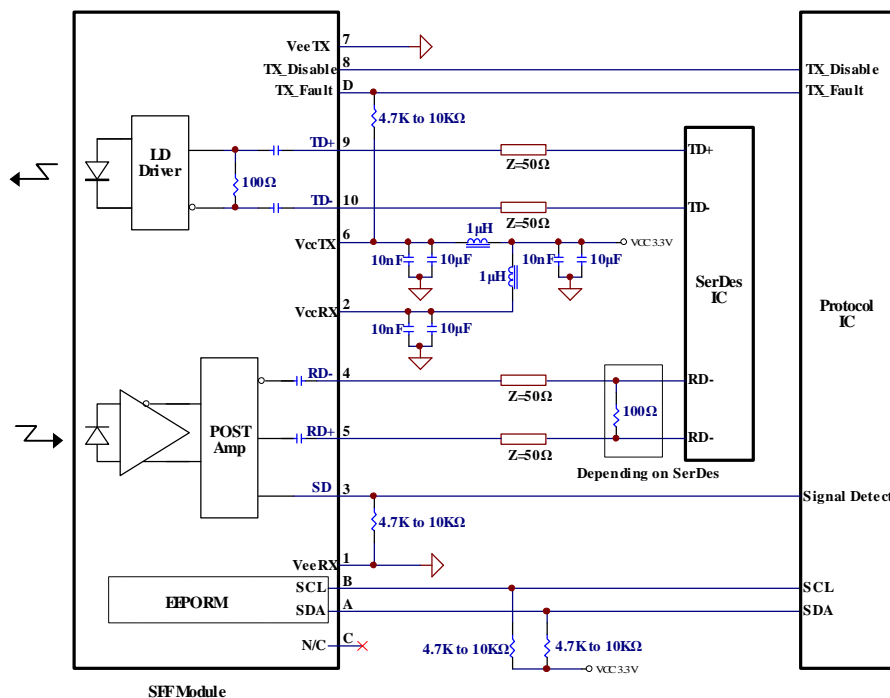 VeeTX 7
TX_Disable 8 TX_Disable
TX_Fault D TX_Fault
4.7K to 10KΩ
LD
Driver
100Ω
TD+ 9 Z=50Ω TD+
TD- 10 Z=50Ω TD-
VccTX 6 1μH VCC3.3V
10nF 10μF 1μH 10nF 10μF
SerDes
IC
Protocol
IC
VccRX 2
10nF 10μF
RD- 4 Z=50Ω RD-
100Ω
POST
Amp
RD+ 5 Z=50Ω RD-
Depending on SerDes
SD 3 Signal Detect
4.7K to 10KΩ
VeeRX 1
EEPORM
SCL B SCL
SDA A SDA
N/C C
4.7K to 10KΩ 4.7K to 10KΩ
VCC3.3V
SFF Module